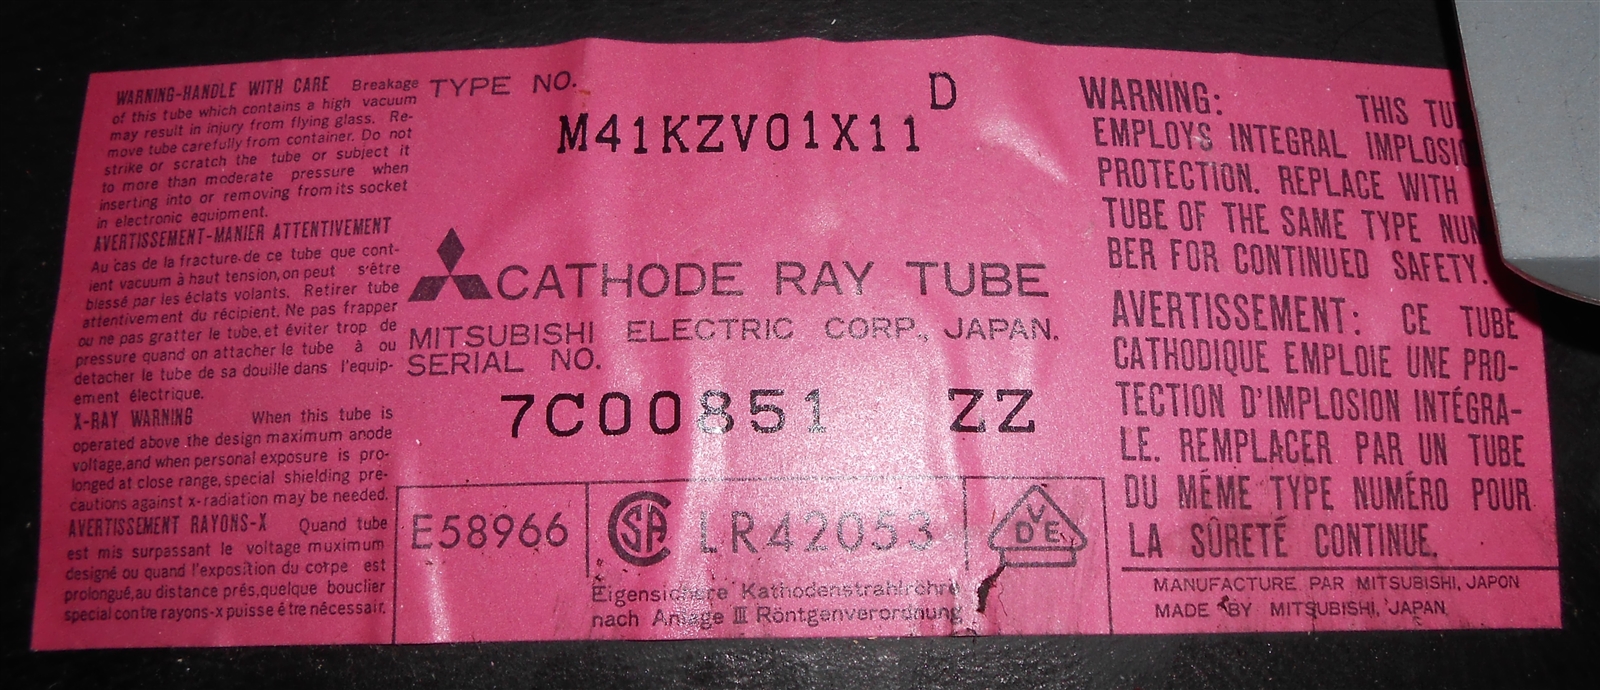 WARNING-HANDLE WITH CARE Breakage
of this tube which contains a high vacuum
may result in injury from flying glass. Re-
move tube carefully from container. Do not
strike or scratch the tube or subject it
to more than moderate pressure when
inserting into or removing from its socket
in electronic equipment.
AVERTISSEMENT-MANIER ATTENTIVEMENT
Au cas de la fracture de ce tube que cont-
ient vacuum à haut tension, on peut s'être
blessé par les éclats volants. Retirer tube
attentivement du récipient. Ne pas frapper
ou ne pas gratter le tube, et éviter trop de
pressure quand on attacher le tube à ou
detacher le tube de sa douille dans l'equip-
ement électrique.
X-RAY WARNING When this tube is
operated above the design maximum anode
voltage, and when personal exposure is pro-
longed at close range, special shielding pre-
cautions against x-radiation may be needed.
AVERTISSEMENT RAYONS-X Quand tube
est mis surpassant le voltage muximum
designé ou quand l'exposition du corpe est
prolongué, au distance prés, quelque bouclier
special contre rayons-x puisse être nécessair.
TYPE NO.
D
M41KZV01X11
CATHODE RAY TUBE
MITSUBISHI ELECTRIC CORP., JAPAN.
SERIAL NO.
7C00851 ZZ
E58966
CSA LR42053
VDE
Eigensichere Kathodenstrahlröhre
nach Anlage III Röntgenverordnung
WARNING: THIS TU
EMPLOYS INTEGRAL IMPLOSI
PROTECTION. REPLACE WITH
TUBE OF THE SAME TYPE NUM
BER FOR CONTINUED SAFETY.
AVERTISSEMENT: CE TUBE
CATHODIQUE EMPLOIE UNE PRO-
TECTION D'IMPLOSION INTÉGRA-
LE. REMPLACER PAR UN TUBE
DU MÉME TYPE NUMÉRO POUR
LA SÛRETÉ CONTINUE.
MANUFACTURE PAR MITSUBISHI, JAPON
MADE BY MITSUBISHI, JAPAN